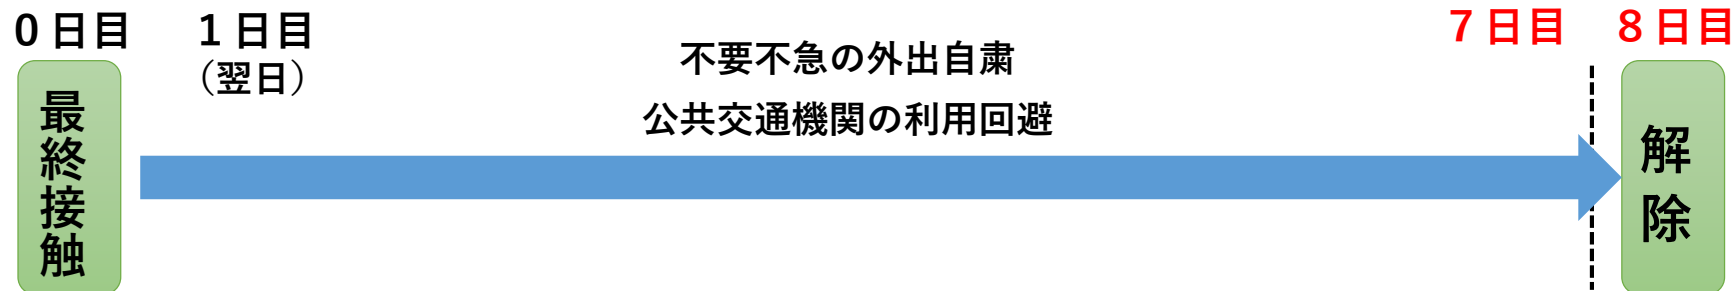 ０日目
１日目
（翌日）
不要不急の外出自粛
公共交通機関の利用回避
７日目
８日目
最終接触
解除